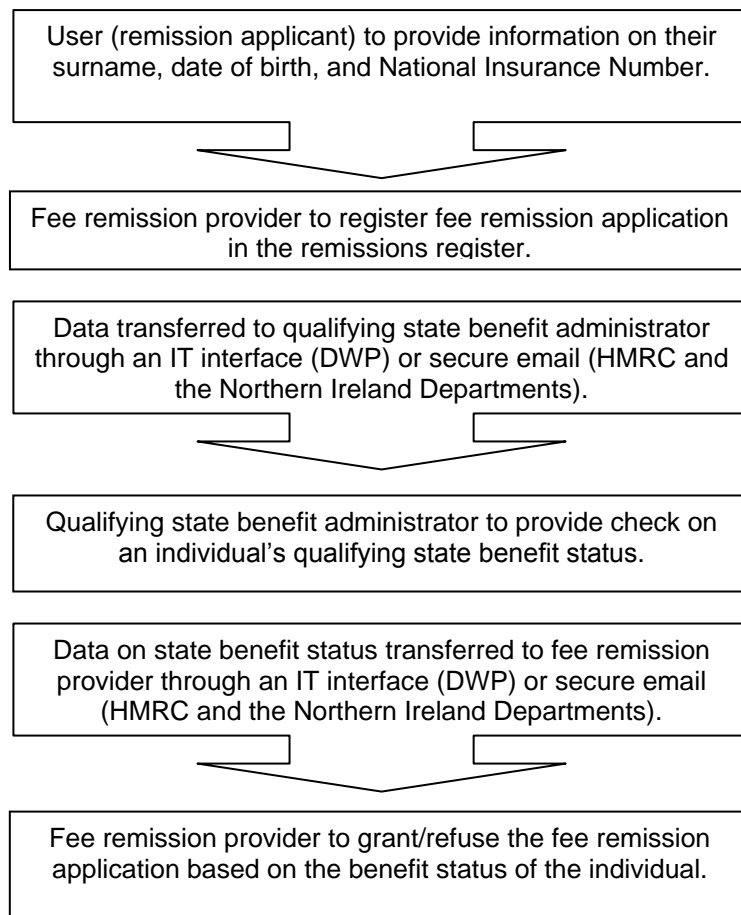 User (remission applicant) to provide information on their
surname, date of birth, and National Insurance Number.
Fee remission provider to register fee remission application
in the remissions register.
Data transferred to qualifying state benefit administrator
through an IT interface (DWP) or secure email (HMRC and
the Northern Ireland Departments).
Qualifying state benefit administrator to provide check on
an individual’s qualifying state benefit status.
Data on state benefit status transferred to fee remission
provider through an IT interface (DWP) or secure email
(HMRC and the Northern Ireland Departments).
Fee remission provider to grant/refuse the fee remission
application based on the benefit status of the individual.